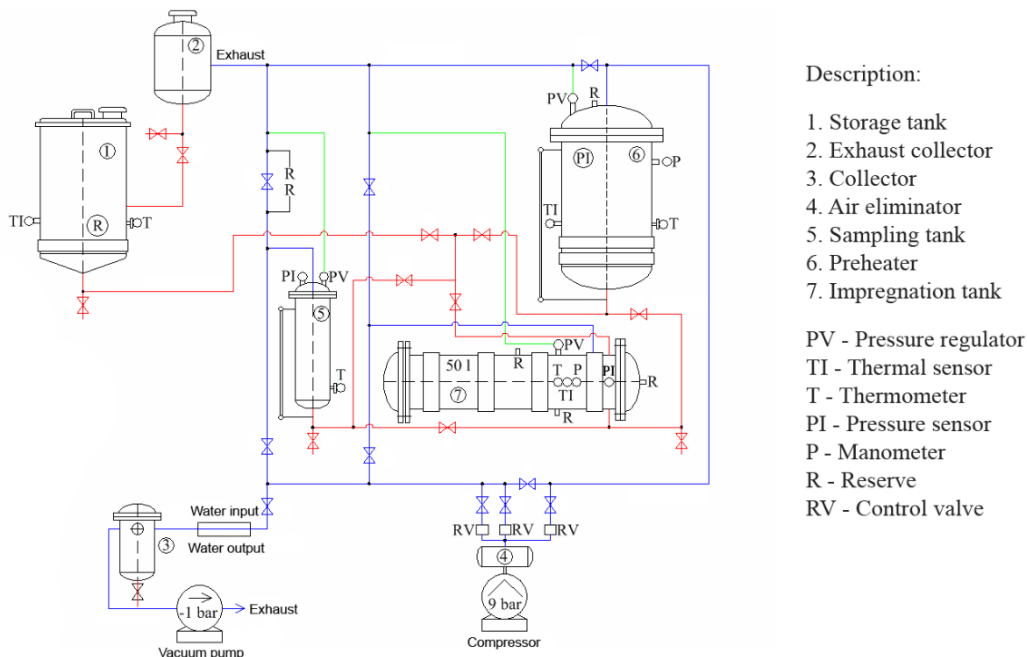 2
Exhaust
1
TI
R
T
PV
R
PI
6
P
TI
T
R
R
PI
PV
5
T
50 l
R
PV
T
P
TI
PI
R
7
R
Water input
Water output
3
-1 bar
Exhaust
Vacuum pump
RV
RV
RV
4
9 bar
Compressor
Description:
1. Storage tank
2. Exhaust collector
3. Collector
4. Air eliminator
5. Sampling tank
6. Preheater
7. Impregnation tank
PV - Pressure regulator
TI - Thermal sensor
T - Thermometer
PI - Pressure sensor
P - Manometer
R - Reserve
RV - Control valve